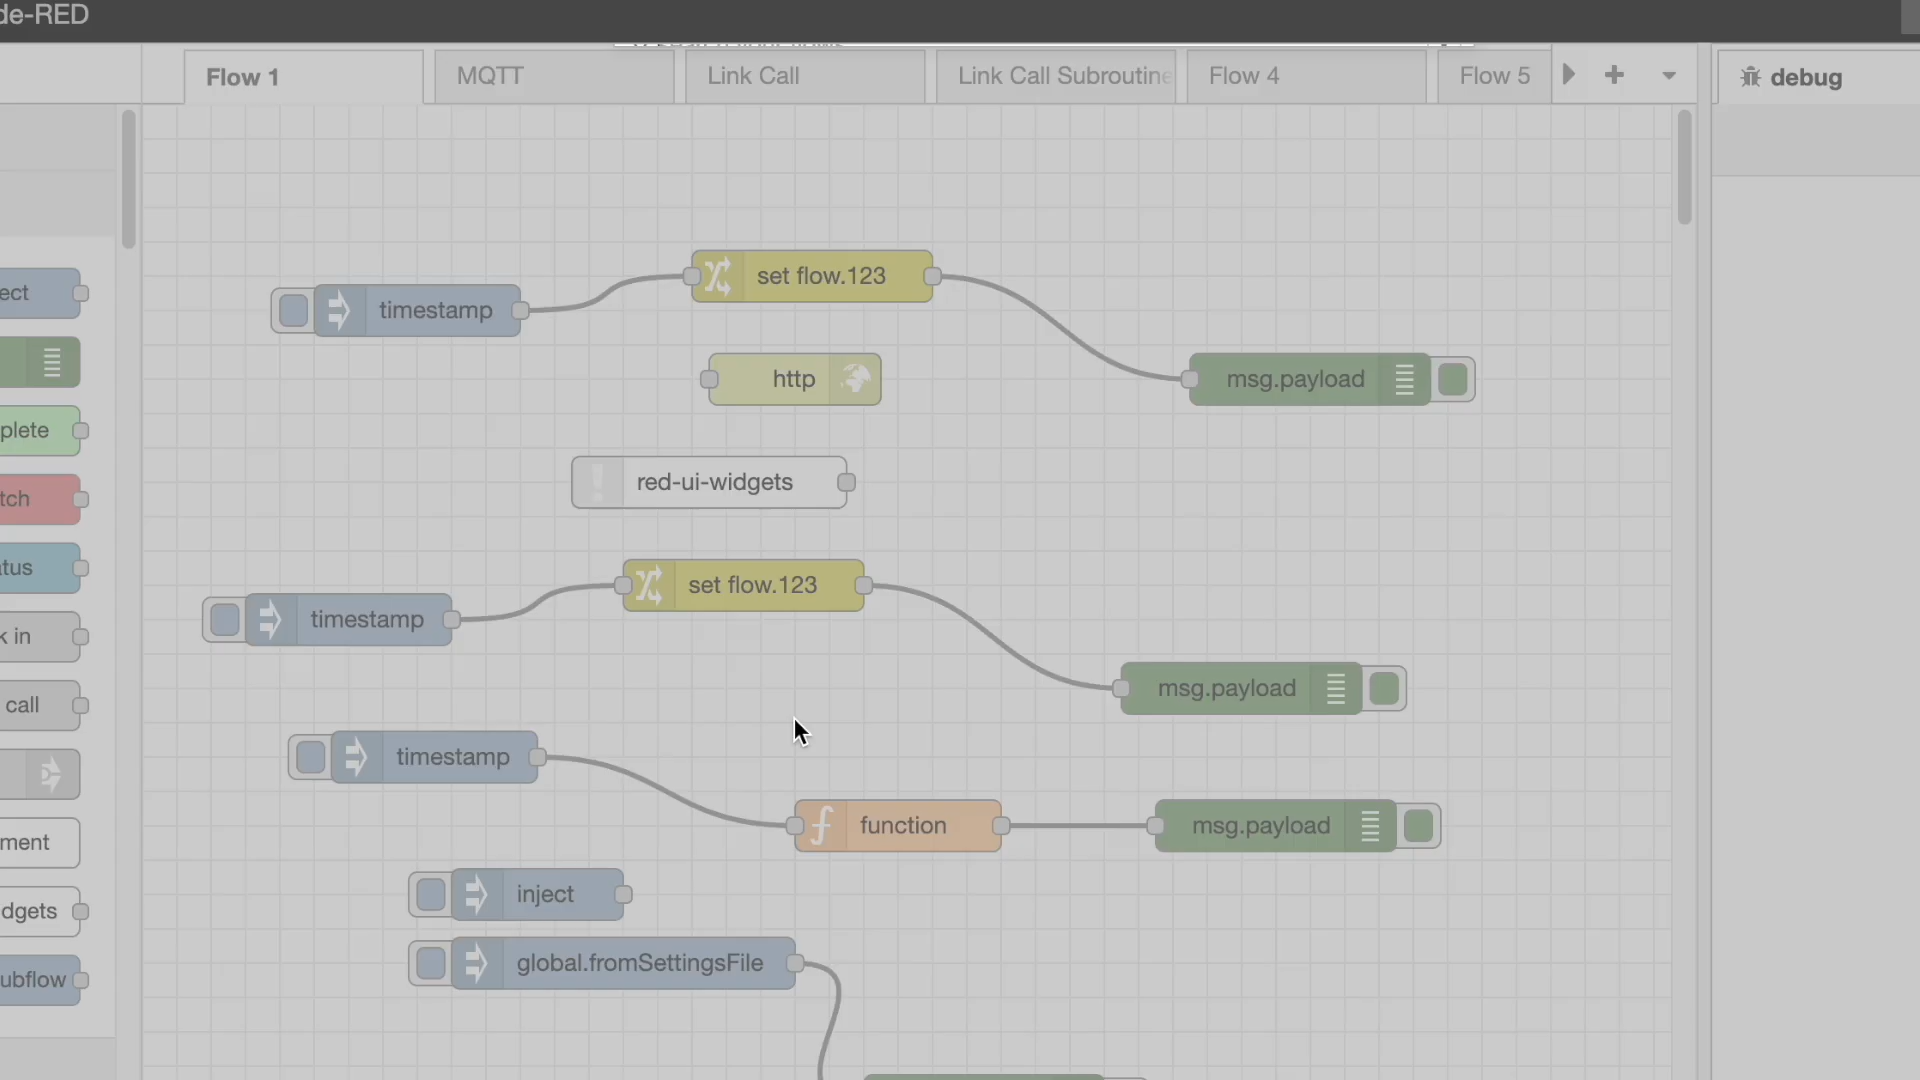 de-RED
Flow 1
MQTT
Link Call
Link Call Subroutine
Flow 4
Flow 5
debug
ect
set flow.123
timestamp
http
msg.payload
plete
tch
red-ui-widgets
atus
set flow.123
timestamp
k in
msg.payload
call
timestamp
function
msg.payload
ment
inject
dgets
global.fromSettingsFile
ubflow